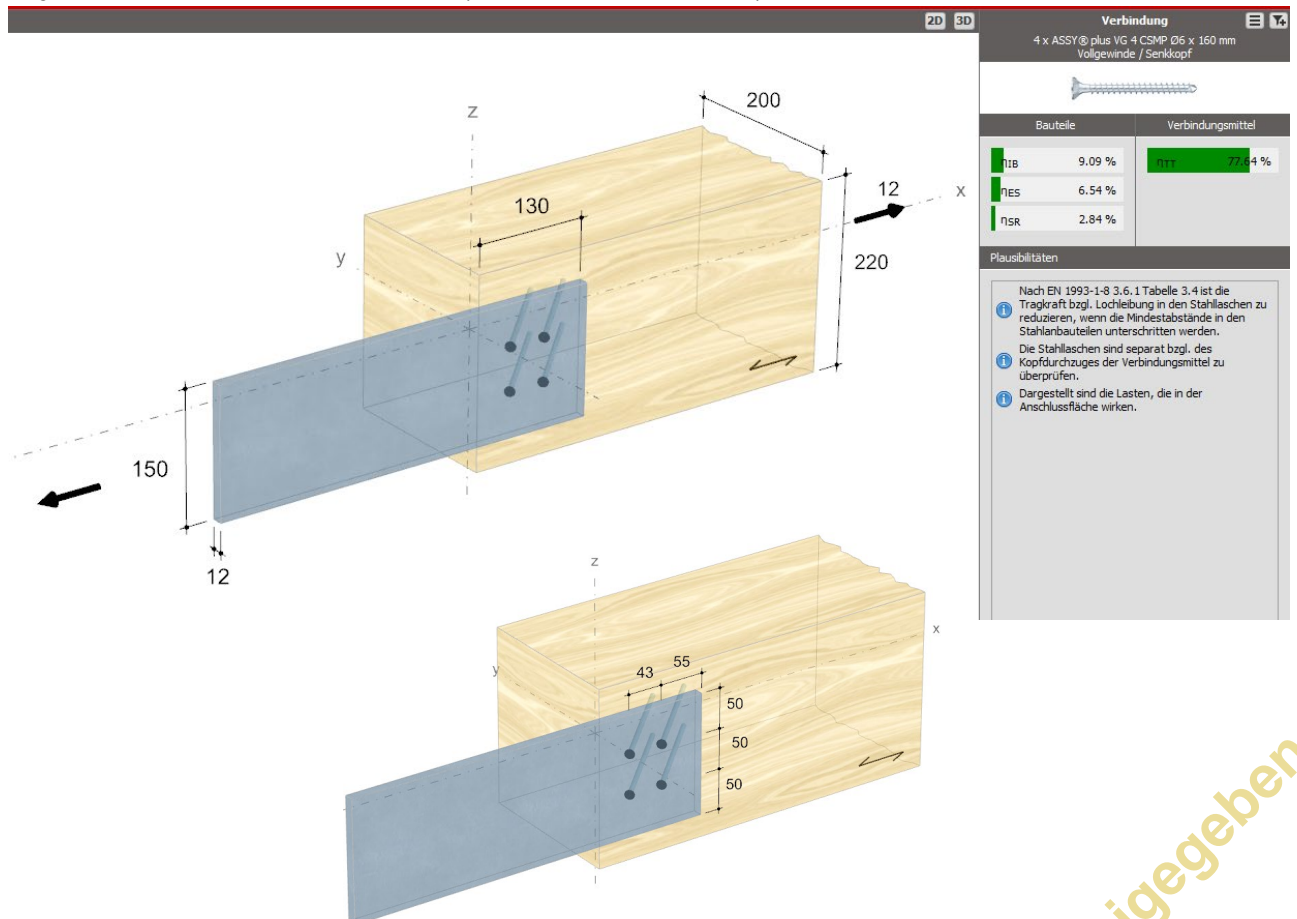 2D 3D
Verbindung
4 x ASSY® plus VG 4 CSMP Ø6 x 160 mm
Vollgewinde / Senkkopf
Bauteile Verbindungsmittel
ηIB 9.09 %
ηTT 77.64 %
ηES 6.54 %
ηSR 2.84 %
Plausibilitäten
Nach EN 1993-1-8 3.6.1 Tabelle 3.4 ist die
Tragkraft bzgl. Lochleibung in den Stahllaschen zu
reduzieren, wenn die Mindestabstände in den
Stahlanbauteilen unterschritten werden.
Die Stahllaschen sind separat bzgl. des
Kopfdurchzuges der Verbindungsmittel zu
überprüfen.
Dargestellt sind die Lasten, die in der
Anschlussfläche wirken.
200
z
130
12
x
y
220
150
12
z
x
y
43
55
50
50
50
igegeben